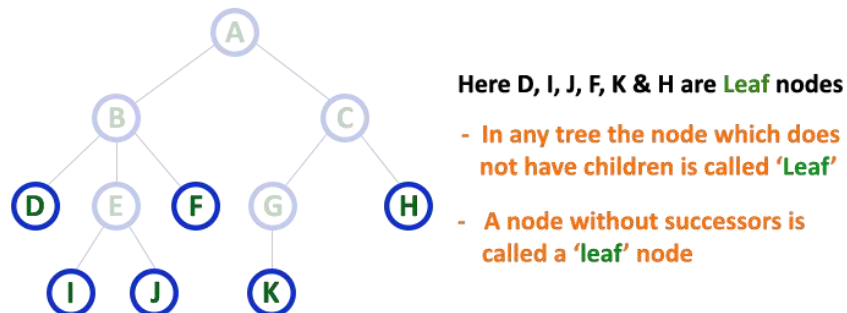 A
B
C
D
E
F
G
H
I
J
K
Here D, I, J, F, K & H are Leaf nodes
- In any tree the node which does
not have children is called ‘Leaf’
- A node without successors is
called a ‘leaf’ node